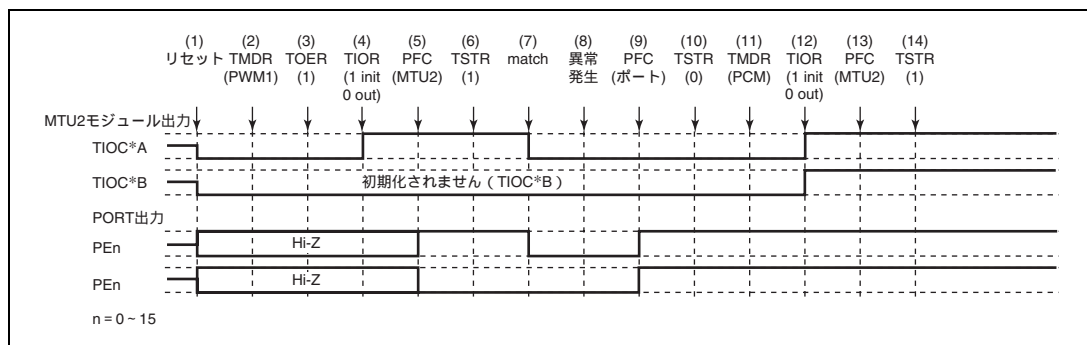 (1) (2) (3) (4) (5) (6) (7) (8) (9) (10) (11) (12) (13) (14)
リセット TMDR TOER TIOR PFC TSTR match 異常 PFC TSTR TMDR TIOR PFC TSTR
(PWM1) (1) (1 init (MTU2) (1) 発生 (ポート) (0) (PCM) (1 init (MTU2) (1)
0 out) 0 out)
MTU2モジュール出力
TIOC*A
TIOC*B 初期化されません ( TIOC*B )
PORT出力
PEn Hi-Z
PEn Hi-Z
n = 0 ~ 15